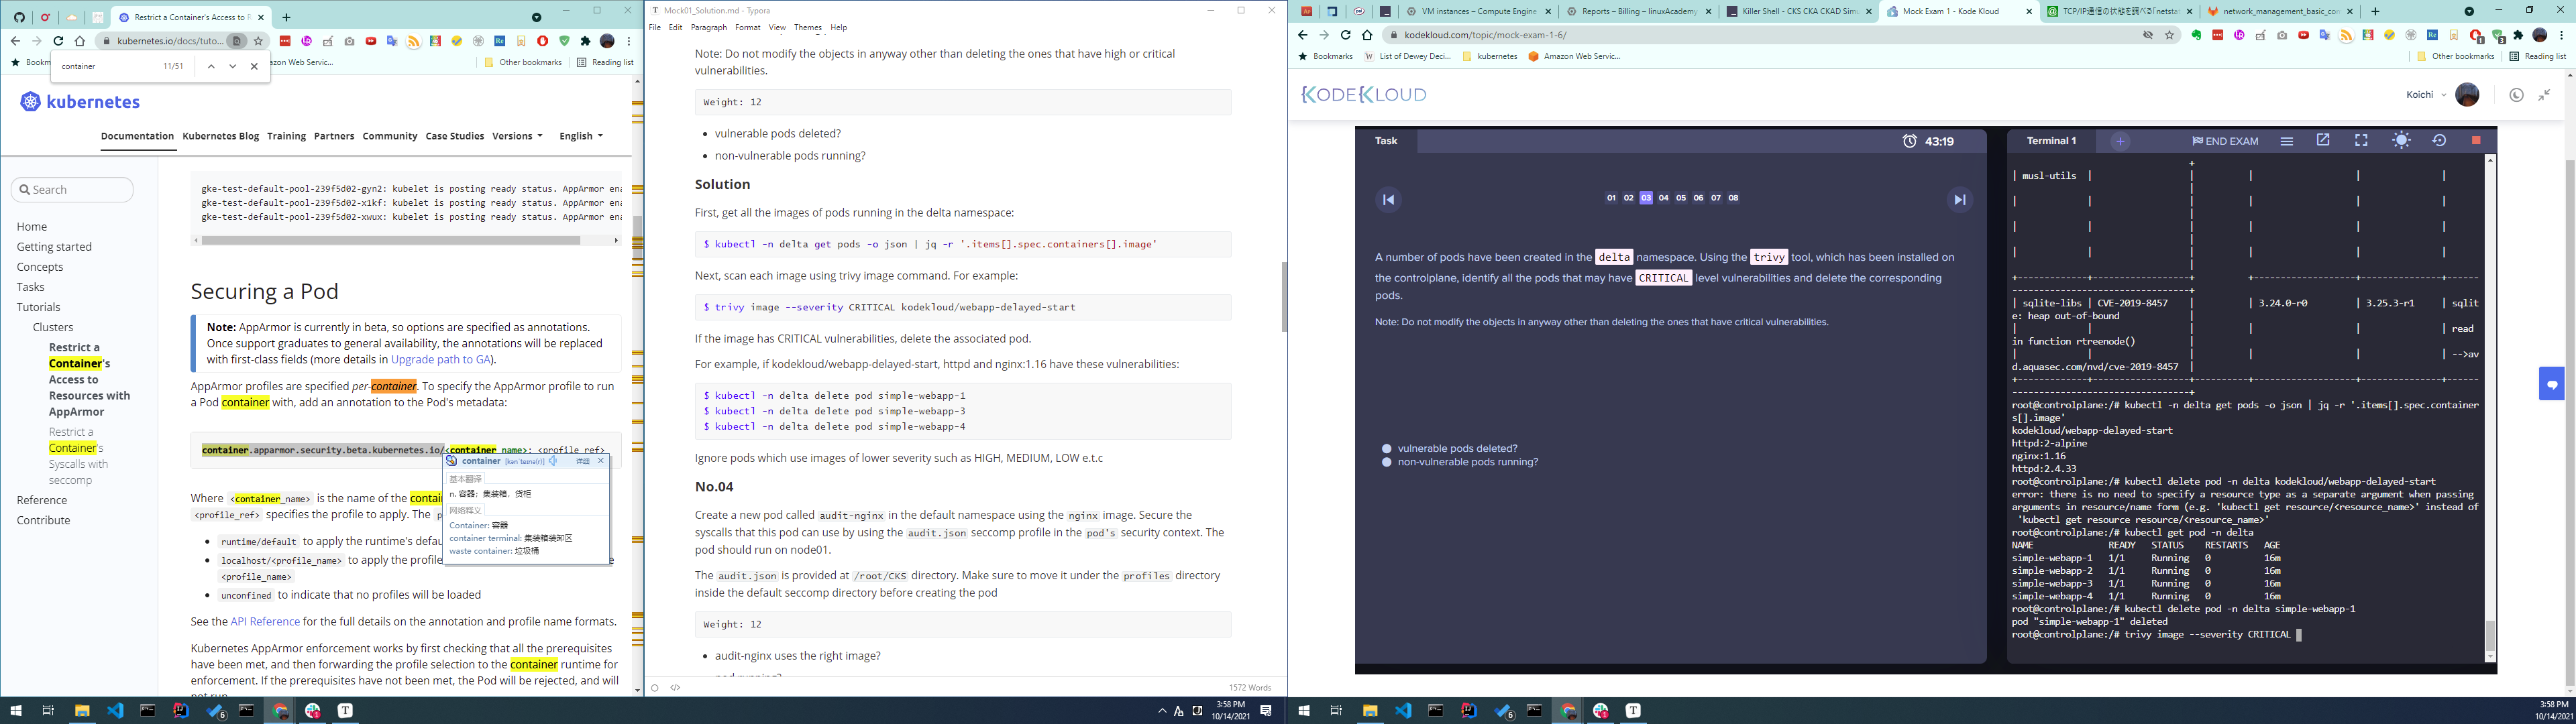 Restrict a Container's Access to R
kubernetes.io/docs/tuto...
container
11/51
Other bookmarks
Reading list
kubernetes
Documentation Kubernetes Blog Training Partners Community Case Studies Versions English
Search
Home
Getting started
Concepts
Tasks
Tutorials
Clusters
Restrict a
Container's
Access to
Resources with
AppArmor
Restrict a
Container's
Syscalls with
seccomp
Reference
Contribute
gke-test-default-pool-239f5d02-gyn2: kubelet is posting ready status. AppArmor ena
gke-test-default-pool-239f5d02-x1kf: kubelet is posting ready status. AppArmor ena
gke-test-default-pool-239f5d02-xwux: kubelet is posting ready status. AppArmor ena
Securing a Pod
Note: AppArmor is currently in beta, so options are specified as annotations.
Once support graduates to general availability, the annotations will be replaced
with first-class fields (more details in Upgrade path to GA).
AppArmor profiles are specified per-container. To specify the AppArmor profile to run
a Pod container with, add an annotation to the Pod's metadata:
container.apparmor.security.beta.kubernetes.io/<container_name>: <profile_ref>
container [kən'teɪnə(r)] 详细
基本翻译
n. 容器；集装箱，货柜
网络释义
Container: 容器
container terminal: 集装箱装卸区
waste container: 垃圾桶
Where <container_name> is the name of the contai
<profile_ref> specifies the profile to apply. The p
runtime/default to apply the runtime's defau
localhost/<profile_name> to apply the profile
<profile_name>
unconfined to indicate that no profiles will be loaded
See the API Reference for the full details on the annotation and profile name formats.
Kubernetes AppArmor enforcement works by first checking that all the prerequisites
have been met, and then forwarding the profile selection to the container runtime for
enforcement. If the prerequisites have not been met, the Pod will be rejected, and will
not run.
Mock01_Solution.md - Typora
File Edit Paragraph Format View Themes Help
Note: Do not modify the objects in anyway other than deleting the ones that have high or critical
vulnerabilities.
Weight: 12
vulnerable pods deleted?
non-vulnerable pods running?
Solution
First, get all the images of pods running in the delta namespace:
$ kubectl -n delta get pods -o json | jq -r '.items[].spec.containers[].image'
Next, scan each image using trivy image command. For example:
$ trivy image --severity CRITICAL kodekloud/webapp-delayed-start
If the image has CRITICAL vulnerabilities, delete the associated pod.
For example, if kodekloud/webapp-delayed-start, httpd and nginx:1.16 have these vulnerabilities:
$ kubectl -n delta delete pod simple-webapp-1
$ kubectl -n delta delete pod simple-webapp-3
$ kubectl -n delta delete pod simple-webapp-4
Ignore pods which use images of lower severity such as HIGH, MEDIUM, LOW e.t.c
No.04
Create a new pod called audit-nginx in the default namespace using the nginx image. Secure the
syscalls that this pod can use by using the audit.json seccomp profile in the pod's security context. The
pod should run on node01.
The audit.json is provided at /root/CKS directory. Make sure to move it under the profiles directory
inside the default seccomp directory before creating the pod
Weight: 12
audit-nginx uses the right image?
1572 Words
3:58 PM
10/14/2021
VM instances – Compute Engine
Reports – Billing – linuxAcademy
Killer Shell - CKS CKA CKAD Simu
Mock Exam 1 - Kode Kloud
TCP/IP通信の状態を調べる「netsta
network_management_basic_con
kodekloud.com/topic/mock-exam-1-6/
Bookmarks List of Dewey Deci... kubernetes Amazon Web Servic... Other bookmarks Reading list
KODEKLOUD
Koichi
Task
43:19
01 02 03 04 05 06 07 08
A number of pods have been created in the delta namespace. Using the trivy tool, which has been installed on
the controlplane, identify all the pods that may have CRITICAL level vulnerabilities and delete the corresponding
pods.
Note: Do not modify the objects in anyway other than deleting the ones that have critical vulnerabilities.
vulnerable pods deleted?
non-vulnerable pods running?
Terminal 1
END EXAM
| musl-utils |
| sqlite-libs | CVE-2019-8457 | | 3.24.0-r0 | 3.25.3-r1 | sqlit
e: heap out-of-bound
| read
in function rtreenode()
| -->av
d.aquasec.com/nvd/cve-2019-8457 |
root@controlplane:/# kubectl -n delta get pods -o json | jq -r '.items[].spec.container
s[].image'
kodekloud/webapp-delayed-start
httpd:2-alpine
nginx:1.16
httpd:2.4.33
root@controlplane:/# kubectl delete pod -n delta kodekloud/webapp-delayed-start
error: there is no need to specify a resource type as a separate argument when passing
arguments in resource/name form (e.g. 'kubectl get resource/<resource_name>' instead of
'kubectl get resource resource/<resource_name>'
root@controlplane:/# kubectl get pod -n delta
NAME READY STATUS RESTARTS AGE
simple-webapp-1 1/1 Running 0 16m
simple-webapp-2 1/1 Running 0 16m
simple-webapp-3 1/1 Running 0 16m
simple-webapp-4 1/1 Running 0 16m
root@controlplane:/# kubectl delete pod -n delta simple-webapp-1
pod "simple-webapp-1" deleted
root@controlplane:/# trivy image --severity CRITICAL
3:58 PM
10/14/2021